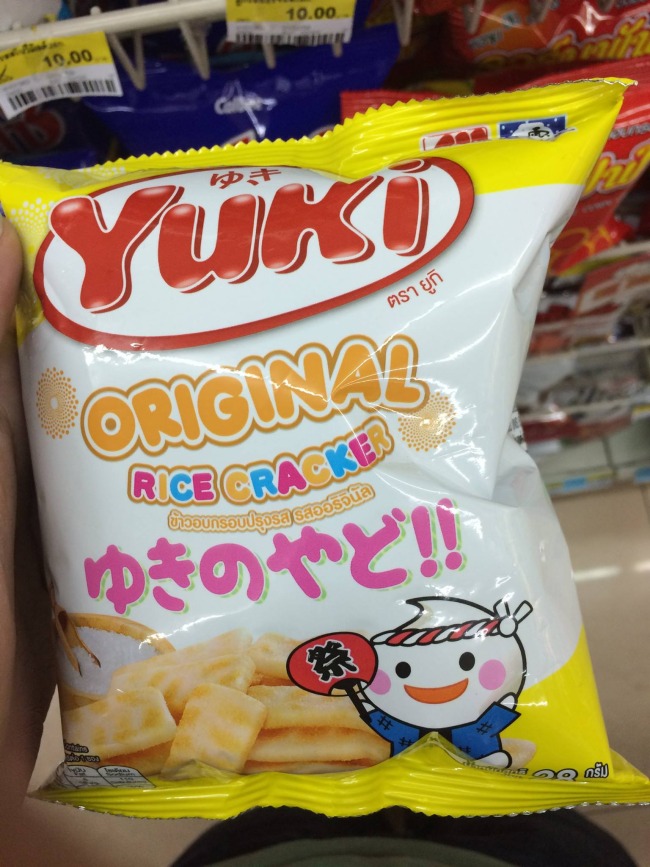 10.00
10.00
ゆき
Yuki
ตรา ยูกิ
ORIGINAL
RICE CRACKER
ข้าวอบกรอบปรุงรส รสออริจินัล
ゆきのやど!!
祭
28 กรัม